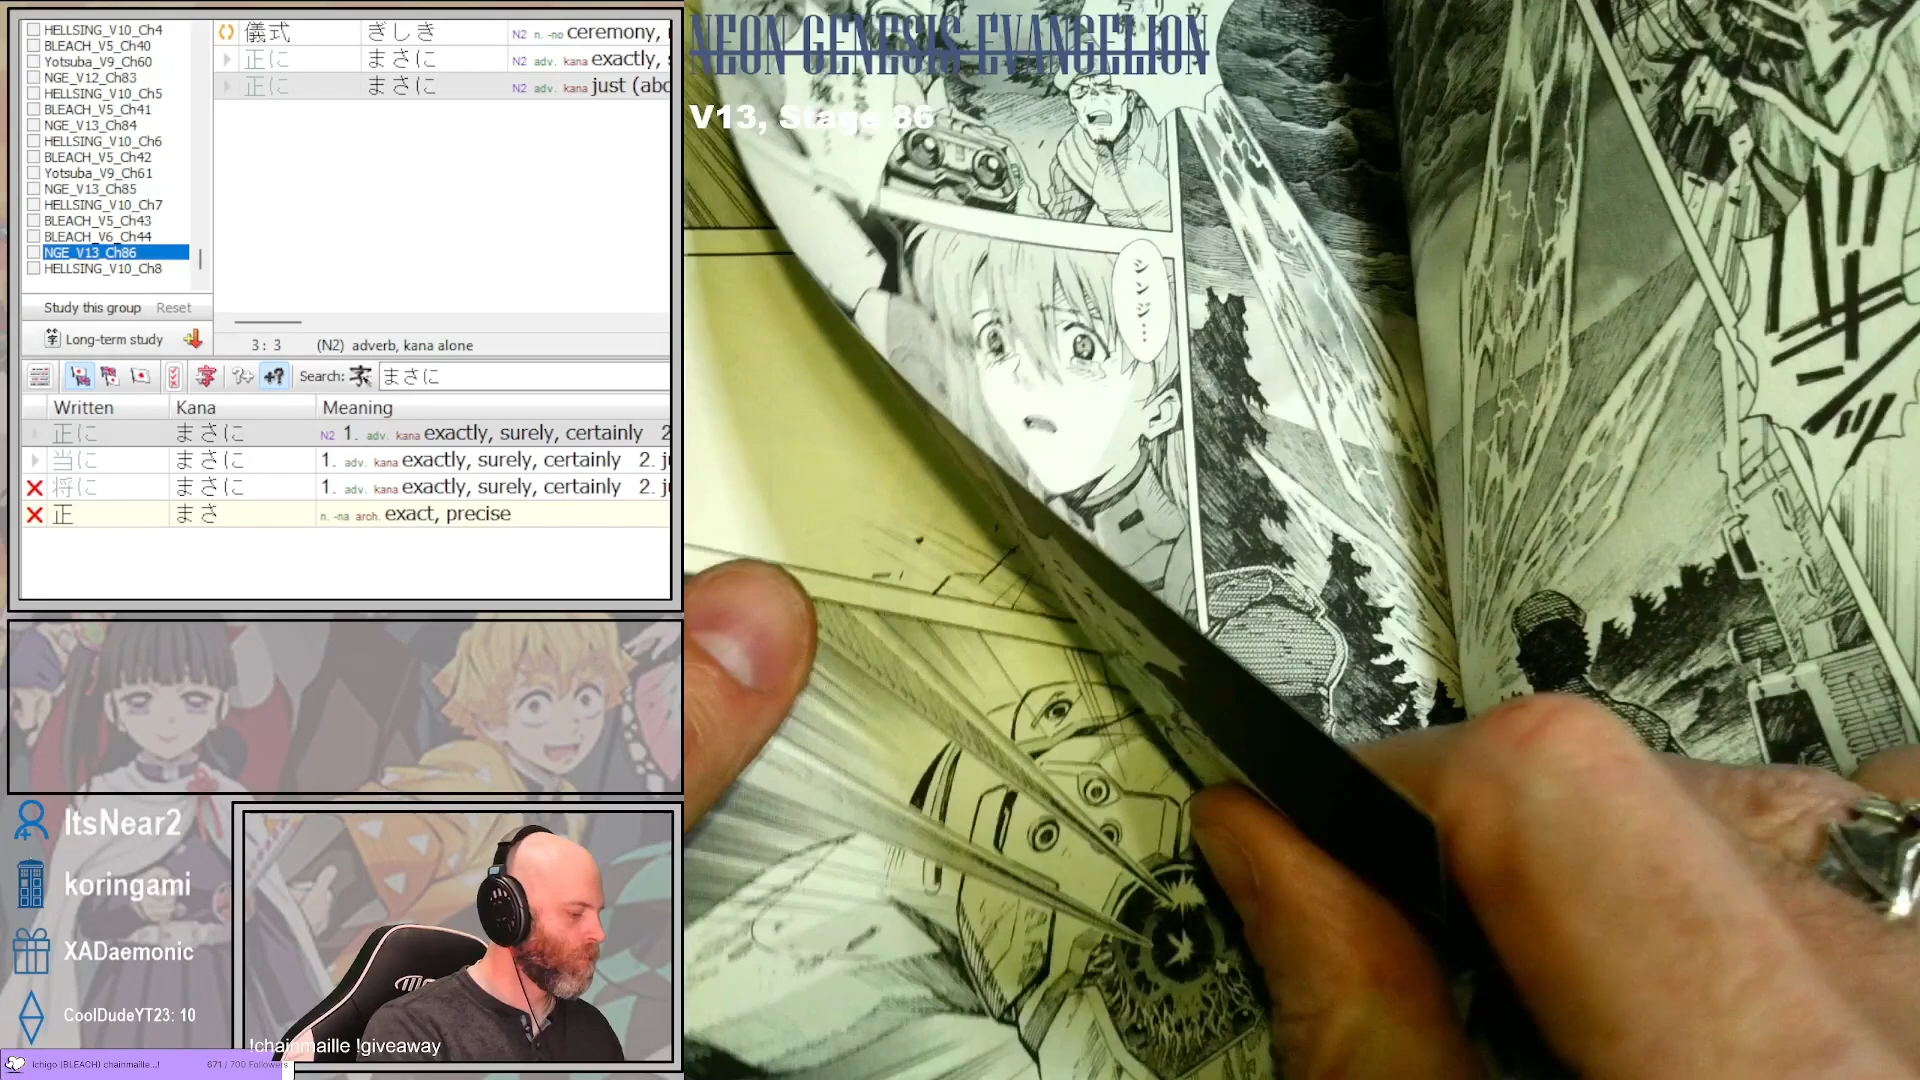 HELLSING_V10_Ch4
BLEACH_V5_Ch40
Yotsuba_V9_Ch60
NGE_V12_Ch83
HELLSING_V10_Ch5
BLEACH_V5_Ch41
NGE_V13_Ch84
HELLSING_V10_Ch6
BLEACH_V5_Ch42
Yotsuba_V9_Ch61
NGE_V13_Ch85
HELLSING_V10_Ch7
BLEACH_V5_Ch43
BLEACH_V6_Ch44
NGE_V13_Ch86
HELLSING_V10_Ch8
Study this group Reset
Long-term study
儀式 ぎしき N2 n. -no ceremony,
正に まさに N2 adv. kana exactly,
正に まさに N2 adv. kana just (abo
3: 3 (N2) adverb, kana alone
Search: まさに
Written Kana Meaning
正に まさに N2 1. adv. kana exactly, surely, certainly 2
当に まさに 1. adv. kana exactly, surely, certainly 2. j
将に まさに 1. adv. kana exactly, surely, certainly 2. j
正 まさ n. -na arch. exact, precise
ItsNear2
koringami
XADaemonic
CoolDudeYT23: 10
!chainmaille !giveaway
Ichigo (BLEACH) chainmaille...! 671 / 700 Followers
NEON GENESIS EVANGELION
V13, Stage 86
シンジ…